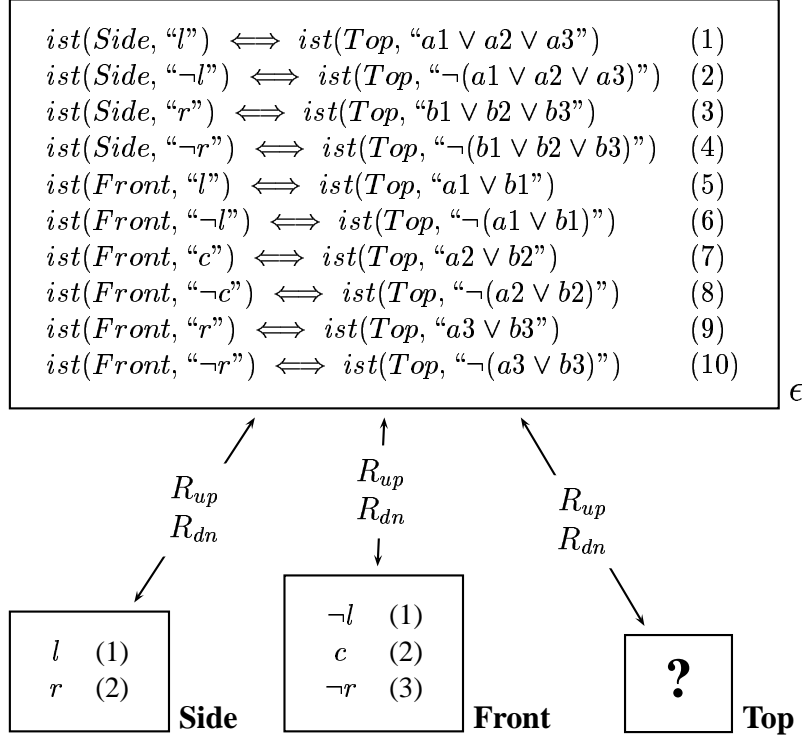 ist(Side, “l”) ⟺ ist(Top, “a1 ∨ a2 ∨ a3”) (1)
ist(Side, “¬l”) ⟺ ist(Top, “¬(a1 ∨ a2 ∨ a3)”) (2)
ist(Side, “r”) ⟺ ist(Top, “b1 ∨ b2 ∨ b3”) (3)
ist(Side, “¬r”) ⟺ ist(Top, “¬(b1 ∨ b2 ∨ b3)”) (4)
ist(Front, “l”) ⟺ ist(Top, “a1 ∨ b1”) (5)
ist(Front, “¬l”) ⟺ ist(Top, “¬(a1 ∨ b1)”) (6)
ist(Front, “c”) ⟺ ist(Top, “a2 ∨ b2”) (7)
ist(Front, “¬c”) ⟺ ist(Top, “¬(a2 ∨ b2)”) (8)
ist(Front, “r”) ⟺ ist(Top, “a3 ∨ b3”) (9)
ist(Front, “¬r”) ⟺ ist(Top, “¬(a3 ∨ b3)”) (10)
ϵ
R_up
R_dn
R_up
R_dn
R_up
R_dn
l (1)
r (2)
Side
¬l (1)
c (2)
¬r (3)
Front
?
Top